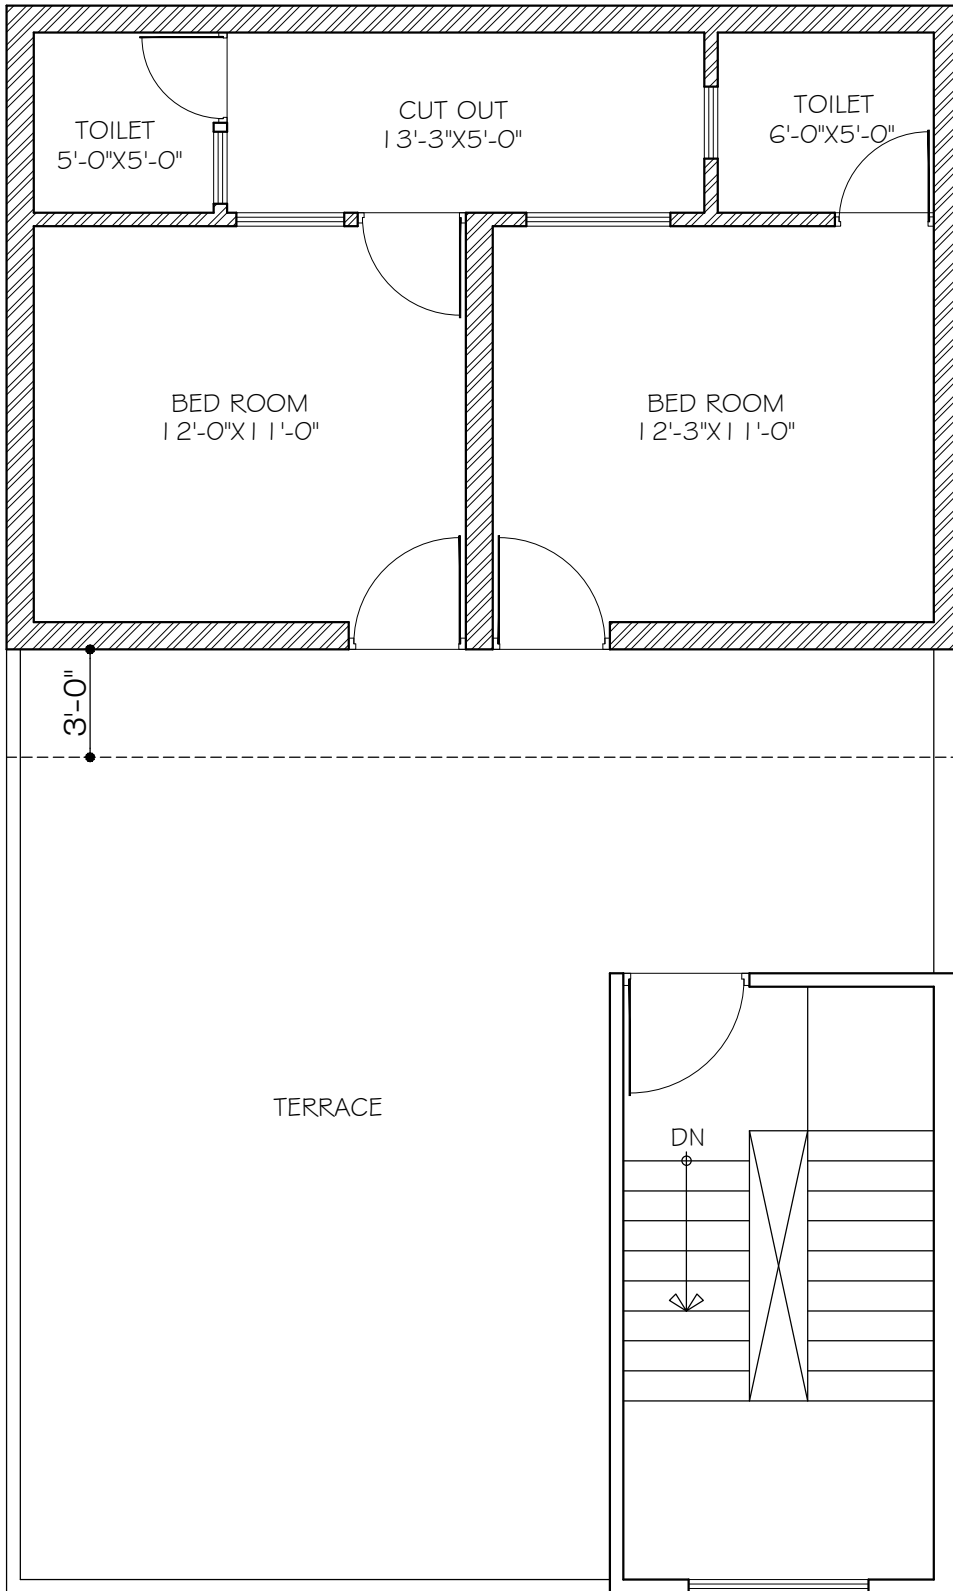 TOILET
5'-0"X5'-0"
CUT OUT
13'-3"X5'-0"
TOILET
6'-0"X5'-0"
BED ROOM
12'-0"X11'-0"
BED ROOM
12'-3"X11'-0"
3'-0"
TERRACE
DN